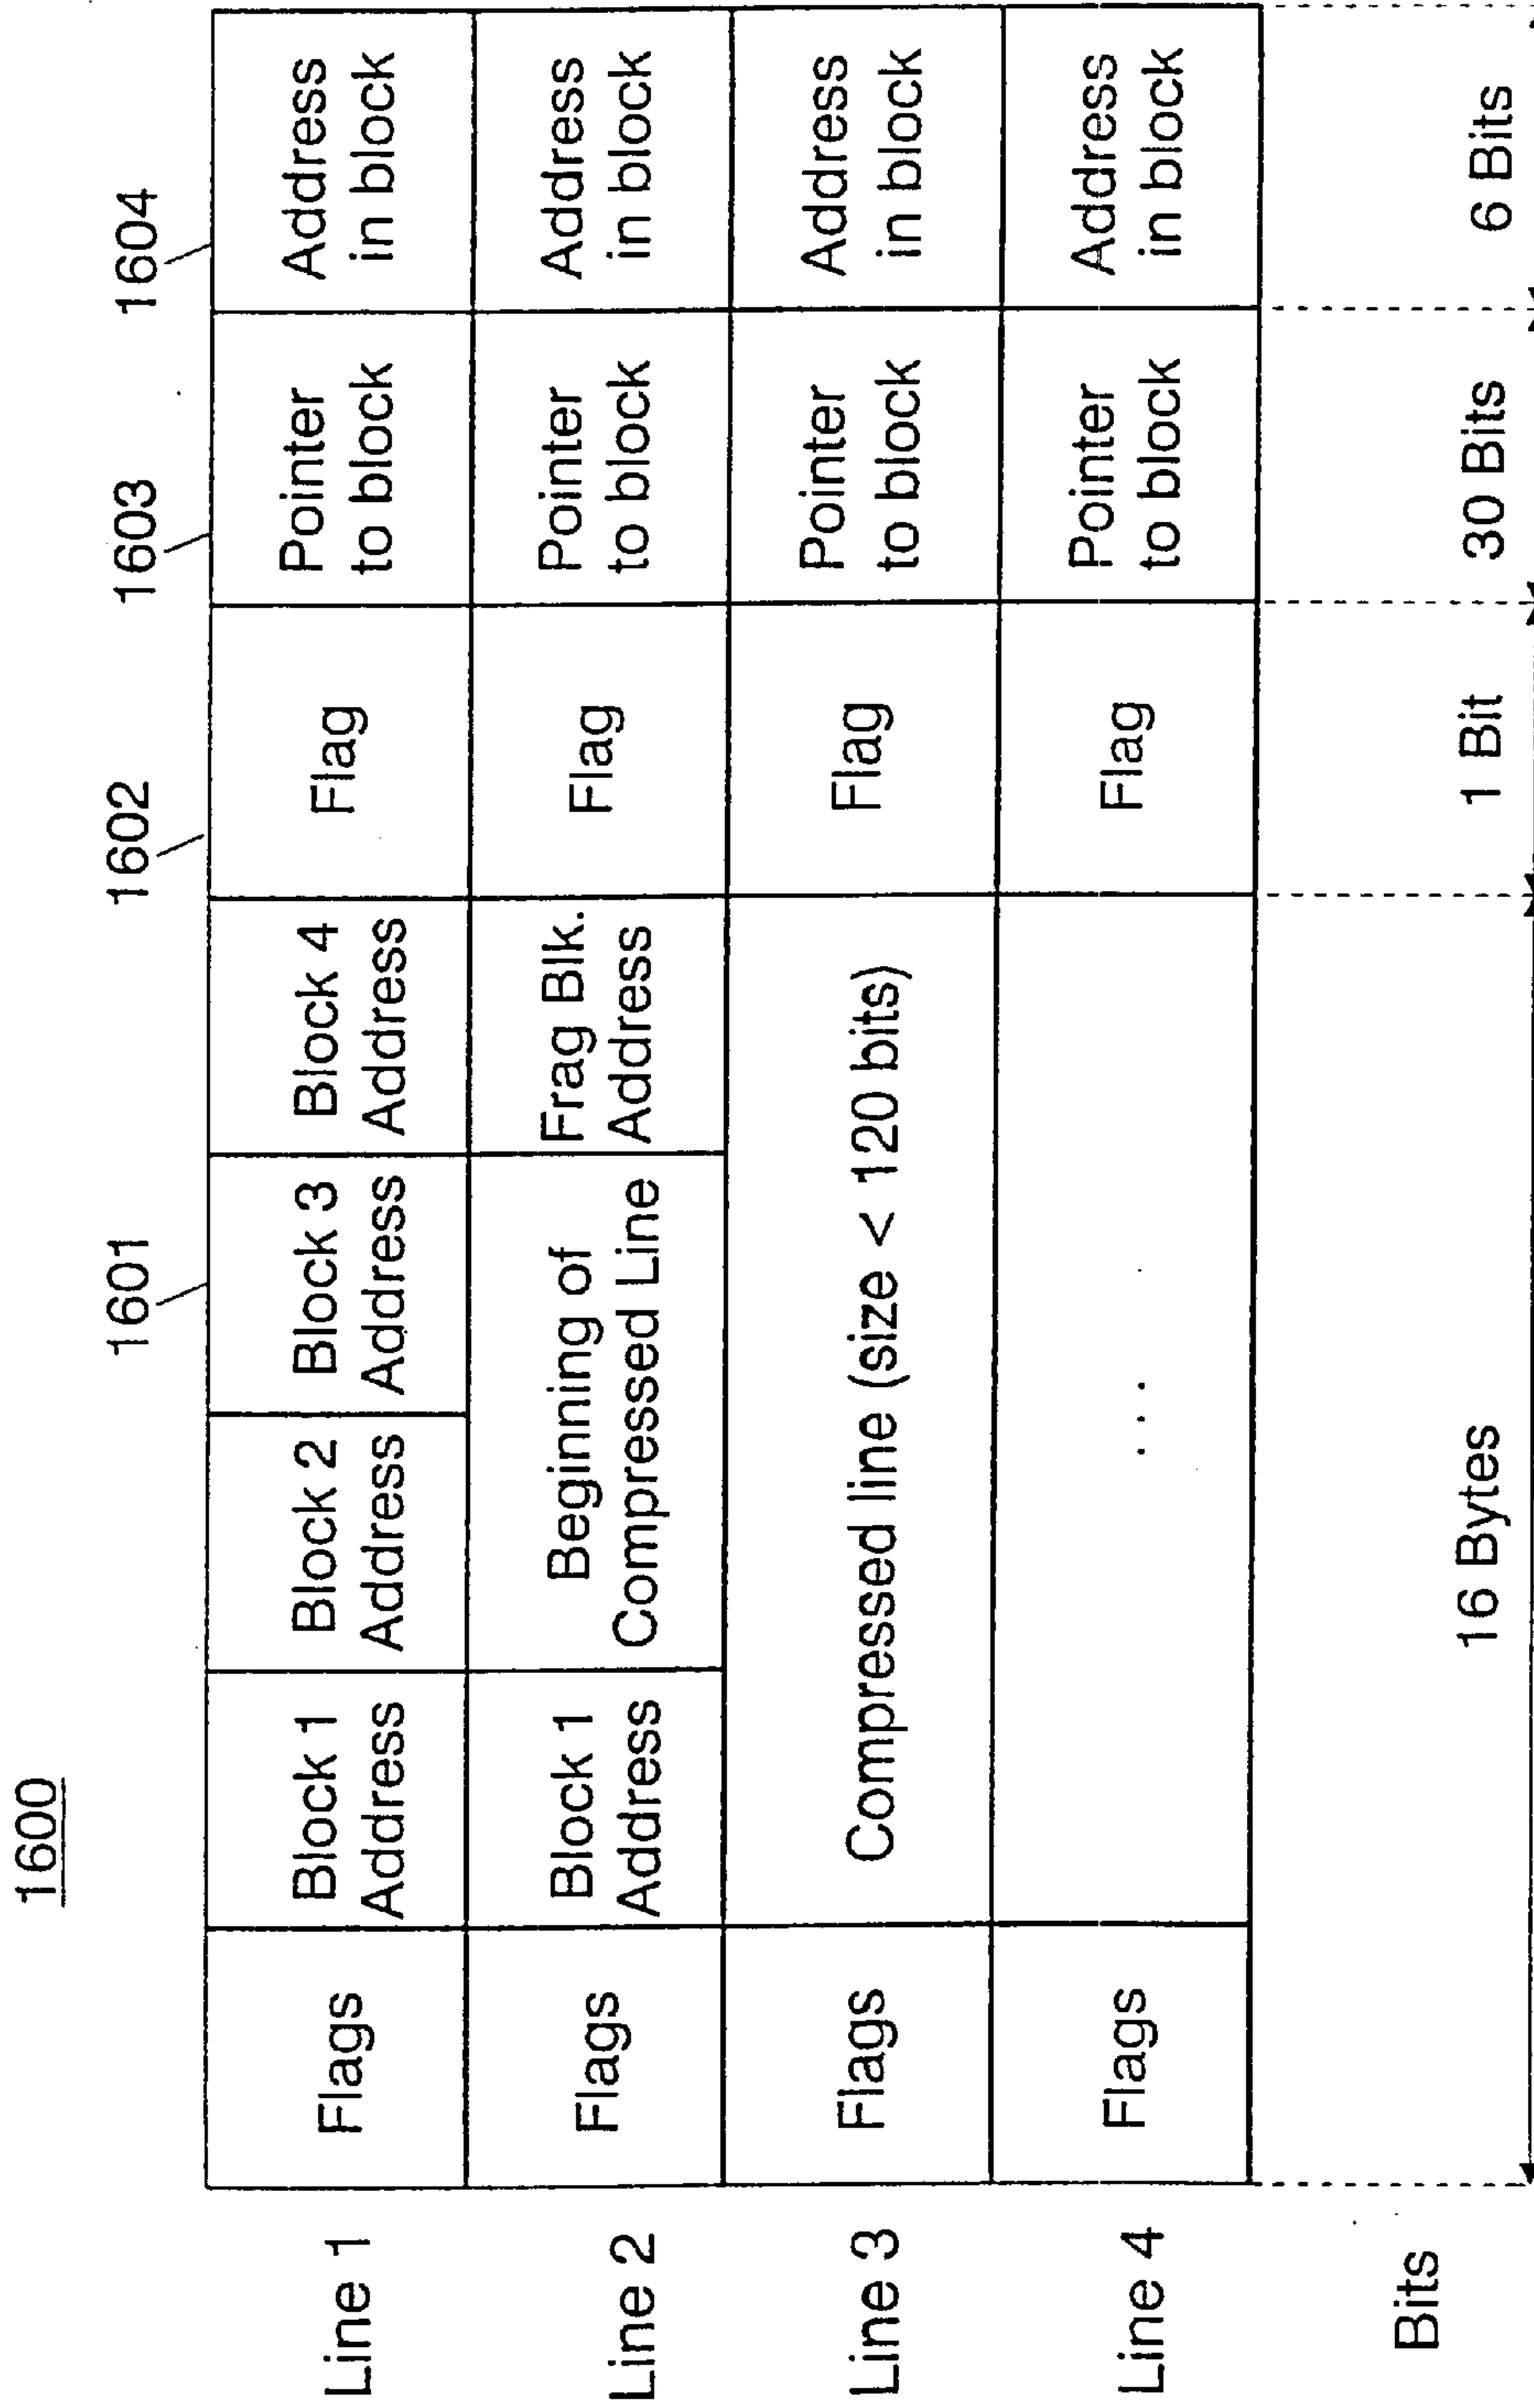 1600
1601
1602
1603
1604
Line 1
Flags
Block 1
Address
Block 2
Address
Block 3
Address
Block 4
Address
Flag
Pointer
to block
Address
in block
Line 2
Flags
Block 1
Address
Beginning of
Compressed Line
Frag Blk.
Address
Flag
Pointer
to block
Address
in block
Line 3
Flags
Compressed line (size < 120 bits)
Flag
Pointer
to block
Address
in block
Line 4
Flags
. . .
Flag
Pointer
to block
Address
in block
Bits
16 Bytes
1 Bit
30 Bits
6 Bits